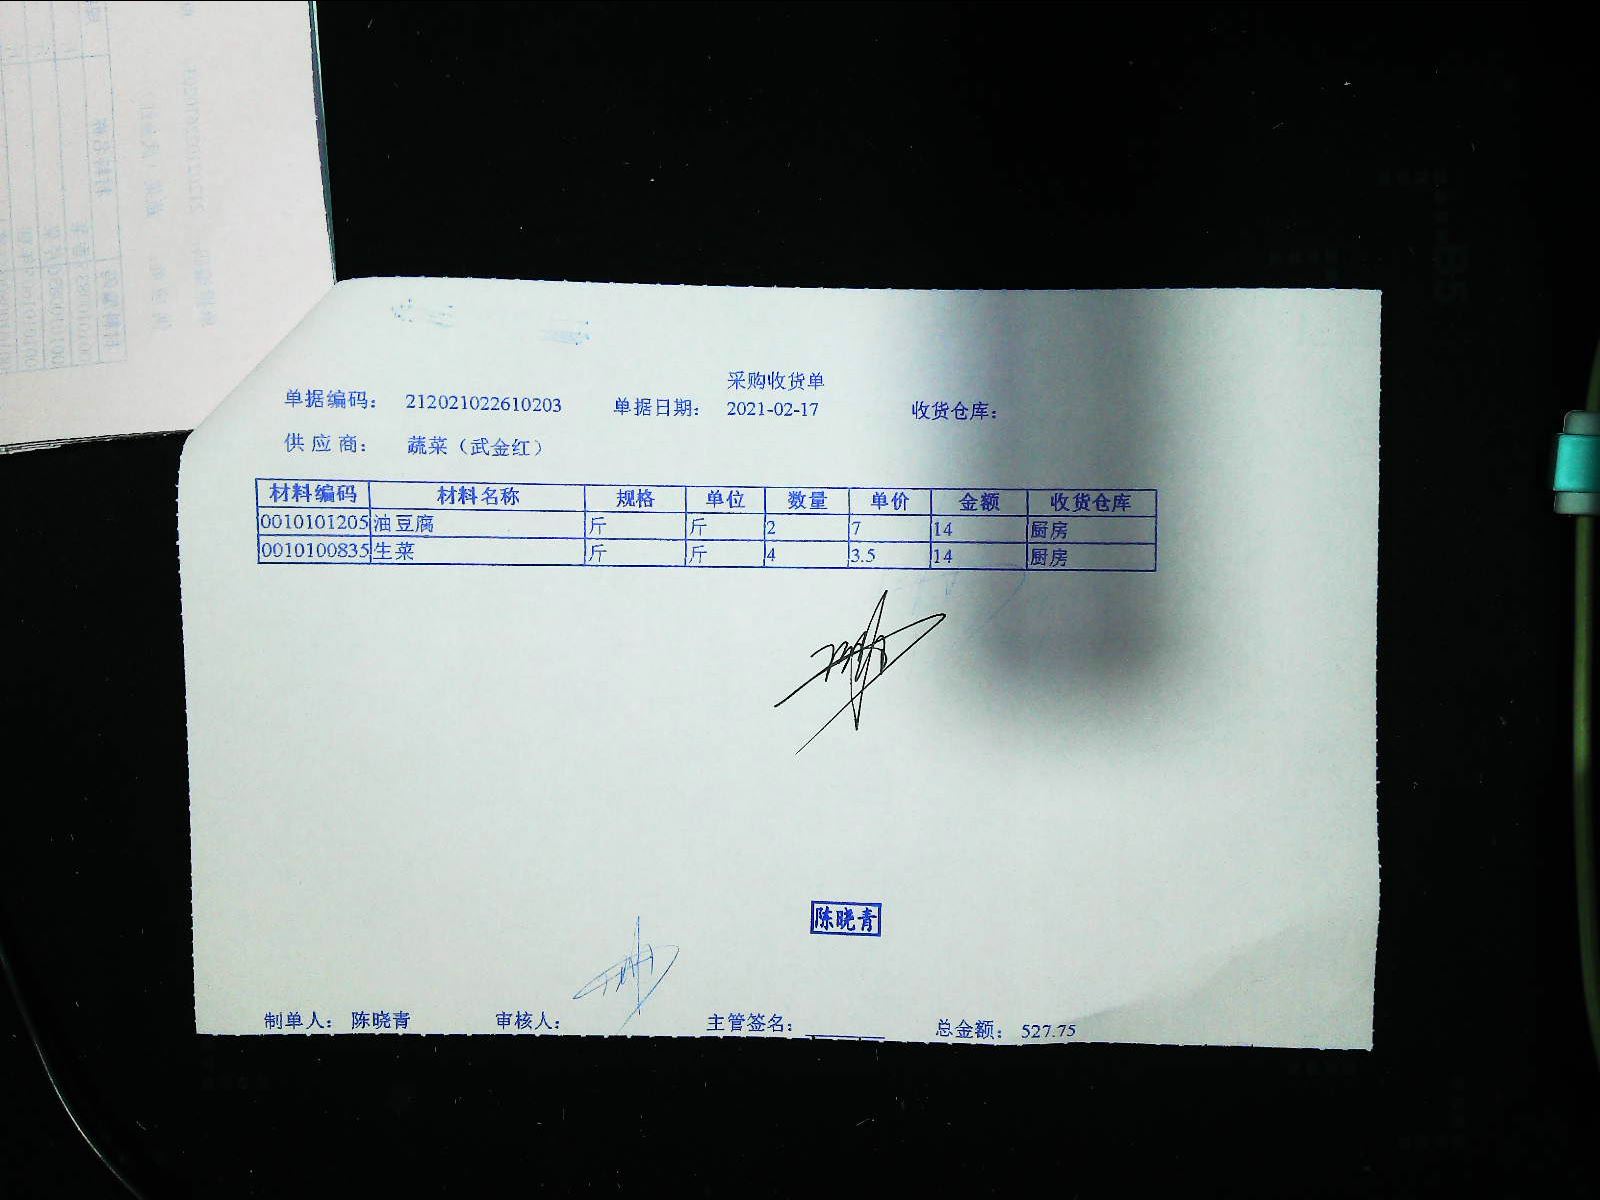 采购收货单
单据编码： 212021022610203 单据日期： 2021-02-17 收货仓库：
供 应 商： 蔬菜（武金红）
材料编码 材料名称 规格 单位 数量 单价 金额 收货仓库
0010101205 油豆腐 斤 斤 2 7 14 厨房
0010100835 生菜 斤 斤 4 3.5 14 厨房
陈晓青
制单人： 陈晓青 审核人： 主管签名： 总金额： 527.75